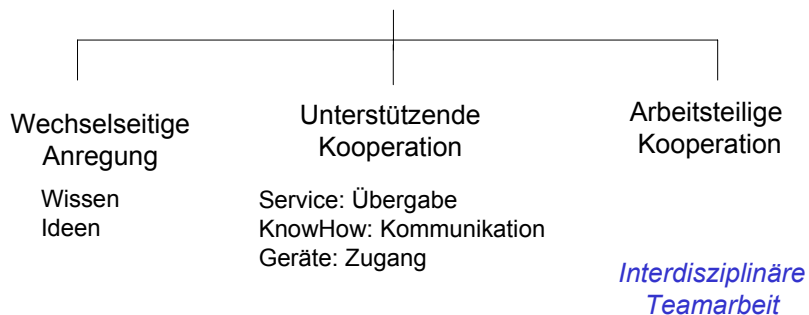 Wechselseitige
Anregung
Wissen
Ideen
Unterstützende
Kooperation
Service: Übergabe
KnowHow: Kommunikation
Geräte: Zugang
Arbeitsteilige
Kooperation
Interdisziplinäre
Teamarbeit